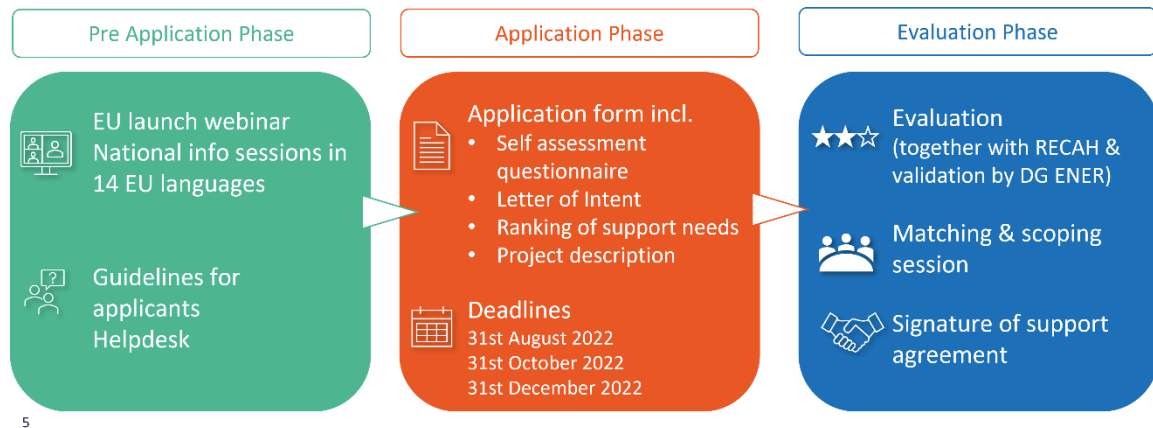 Pre Application Phase
EU launch webinar
National info sessions in
14 EU languages
Guidelines for
applicants
Helpdesk
Application Phase
Application form incl.
• Self assessment
questionnaire
• Letter of Intent
• Ranking of support needs
• Project description
Deadlines
31st August 2022
31st October 2022
31st December 2022
Evaluation Phase
Evaluation
(together with RECAH &
validation by DG ENER)
Matching & scoping
session
Signature of support
agreement
5